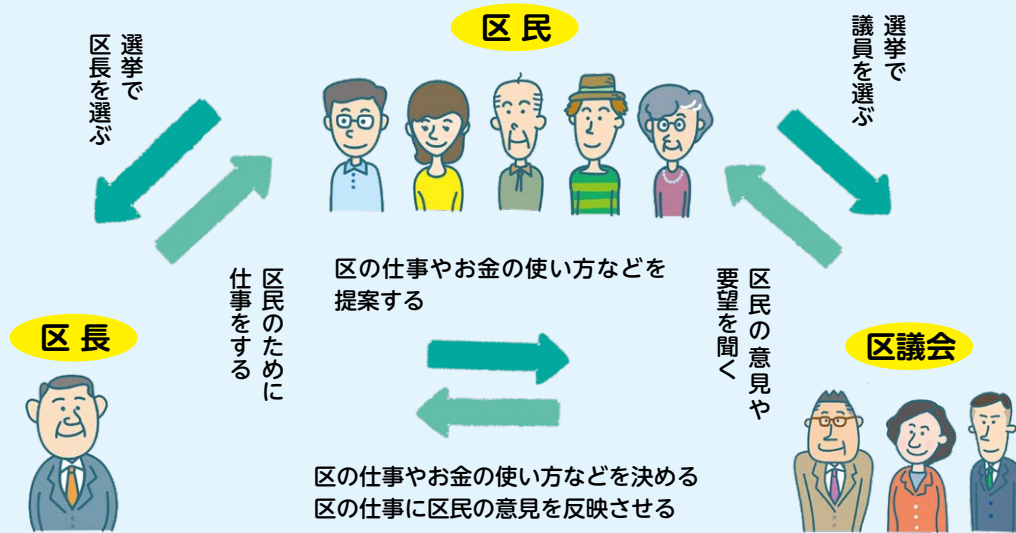 区民
選挙で
区長を選ぶ
選挙で
議員を選ぶ
区民のために
仕事をする
区の仕事やお金の使い方などを
提案する
区民の意見や
要望を聞く
区長
区議会
区の仕事やお金の使い方などを決める
区の仕事に区民の意見を反映させる